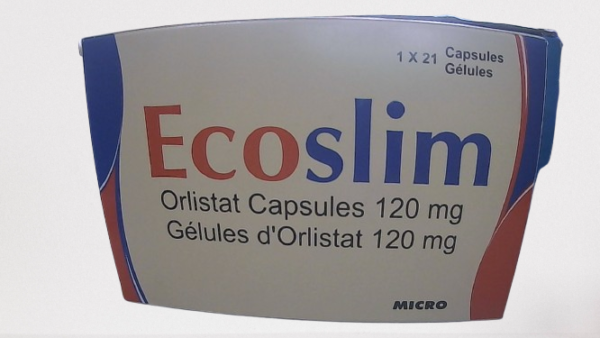 1 X 21 Capsules
Gélules
Ecoslim
Orlistat Capsules 120 mg
Gélules d'Orlistat 120 mg
MICRO